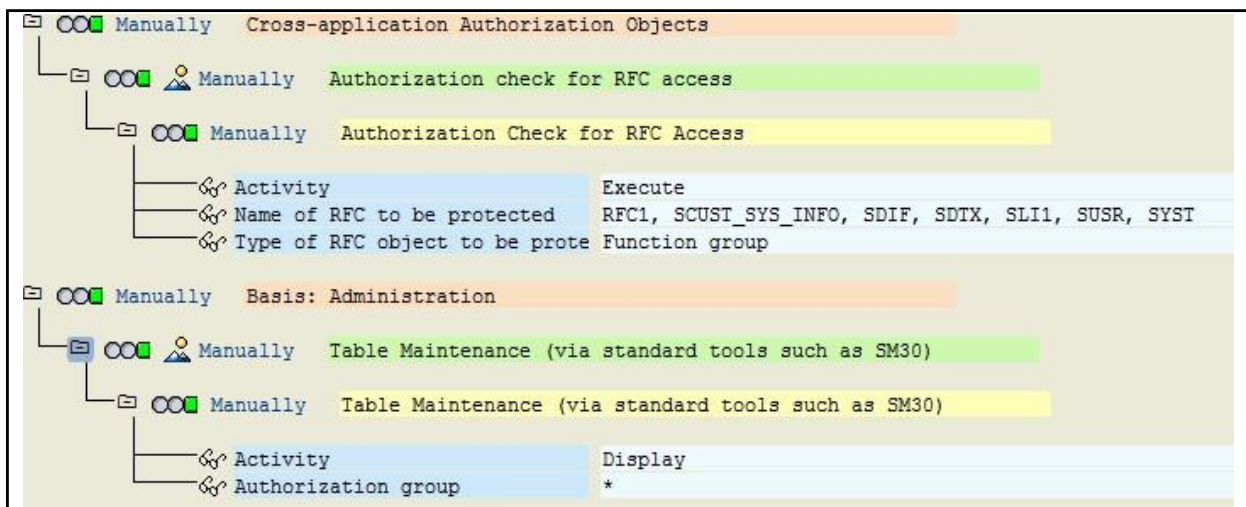 Manually Cross-application Authorization Objects
Manually Authorization check for RFC access
Manually Authorization Check for RFC Access
Activity Execute
Name of RFC to be protected RFC1, SCUST_SYS_INFO, SDIF, SDTX, SLI1, SUSR, SYST
Type of RFC object to be prote Function group
Manually Basis: Administration
Manually Table Maintenance (via standard tools such as SM30)
Manually Table Maintenance (via standard tools such as SM30)
Activity Display
Authorization group *